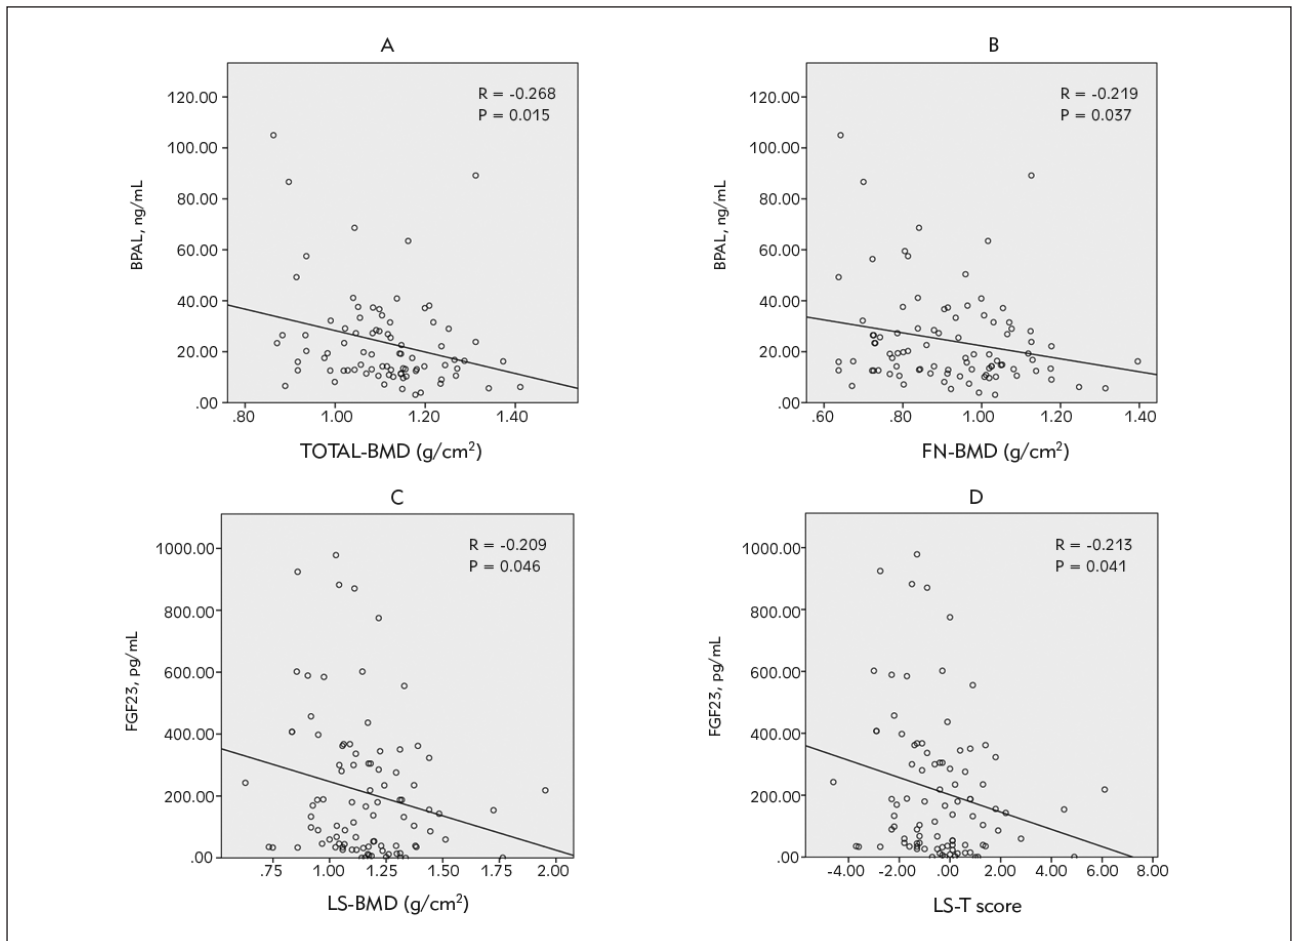 A
R = -0.268
P = 0.015
120.00
100.00
80.00
60.00
40.00
20.00
.00
BPAL, ng/mL
.80 1.00 1.20 1.40
TOTAL-BMD (g/cm²)
B
R = -0.219
P = 0.037
120.00
100.00
80.00
60.00
40.00
20.00
.00
BPAL, ng/mL
.60 .80 1.00 1.20 1.40
FN-BMD (g/cm²)
C
R = -0.209
P = 0.046
1000.00
800.00
600.00
400.00
200.00
.00
FGF23, pg/mL
.75 1.00 1.25 1.50 1.75 2.00
LS-BMD (g/cm²)
D
R = -0.213
P = 0.041
1000.00
800.00
600.00
400.00
200.00
.00
FGF23, pg/mL
-4.00 -2.00 .00 2.00 4.00 6.00 8.00
LS-T score